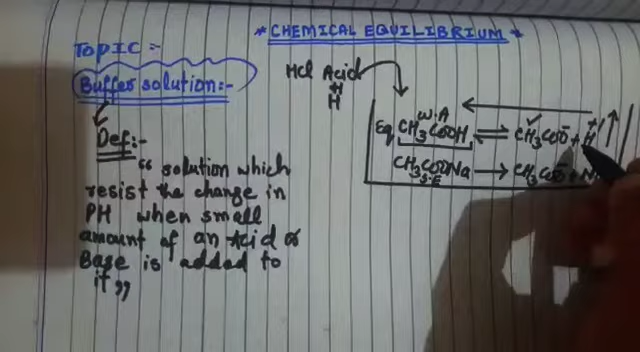 * CHEMICAL EQUILIBRIUM *
Topic:-
Buffer solution:-
Def:-
" solution which
resist the change in
PH when small
amount of an Acid or
Base is added to
it "
HCl Acid
H+
H
W.A
Eq CH3COOH ⇌ CH3COO- + H+
CH3COONa → CH3COO- + N
S.E